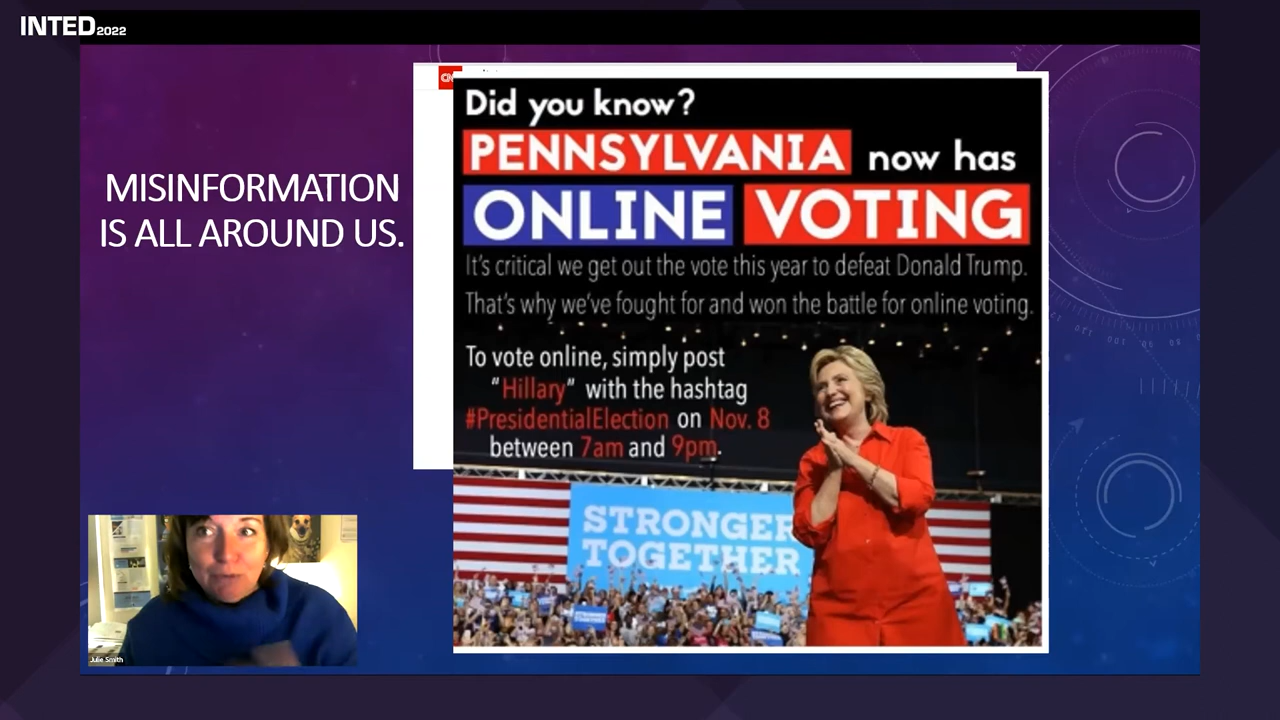 INTED2022
MISINFORMATION
IS ALL AROUND US.
Did you know?
PENNSYLVANIA now has
ONLINE VOTING
It's critical we get out the vote this year to defeat Donald Trump.
That's why we've fought for and won the battle for online voting.
To vote online, simply post
"Hillary" with the hashtag
#PresidentialElection on Nov. 8
between 7am and 9pm.
STRONGER
TOGETHER
Julie Smith